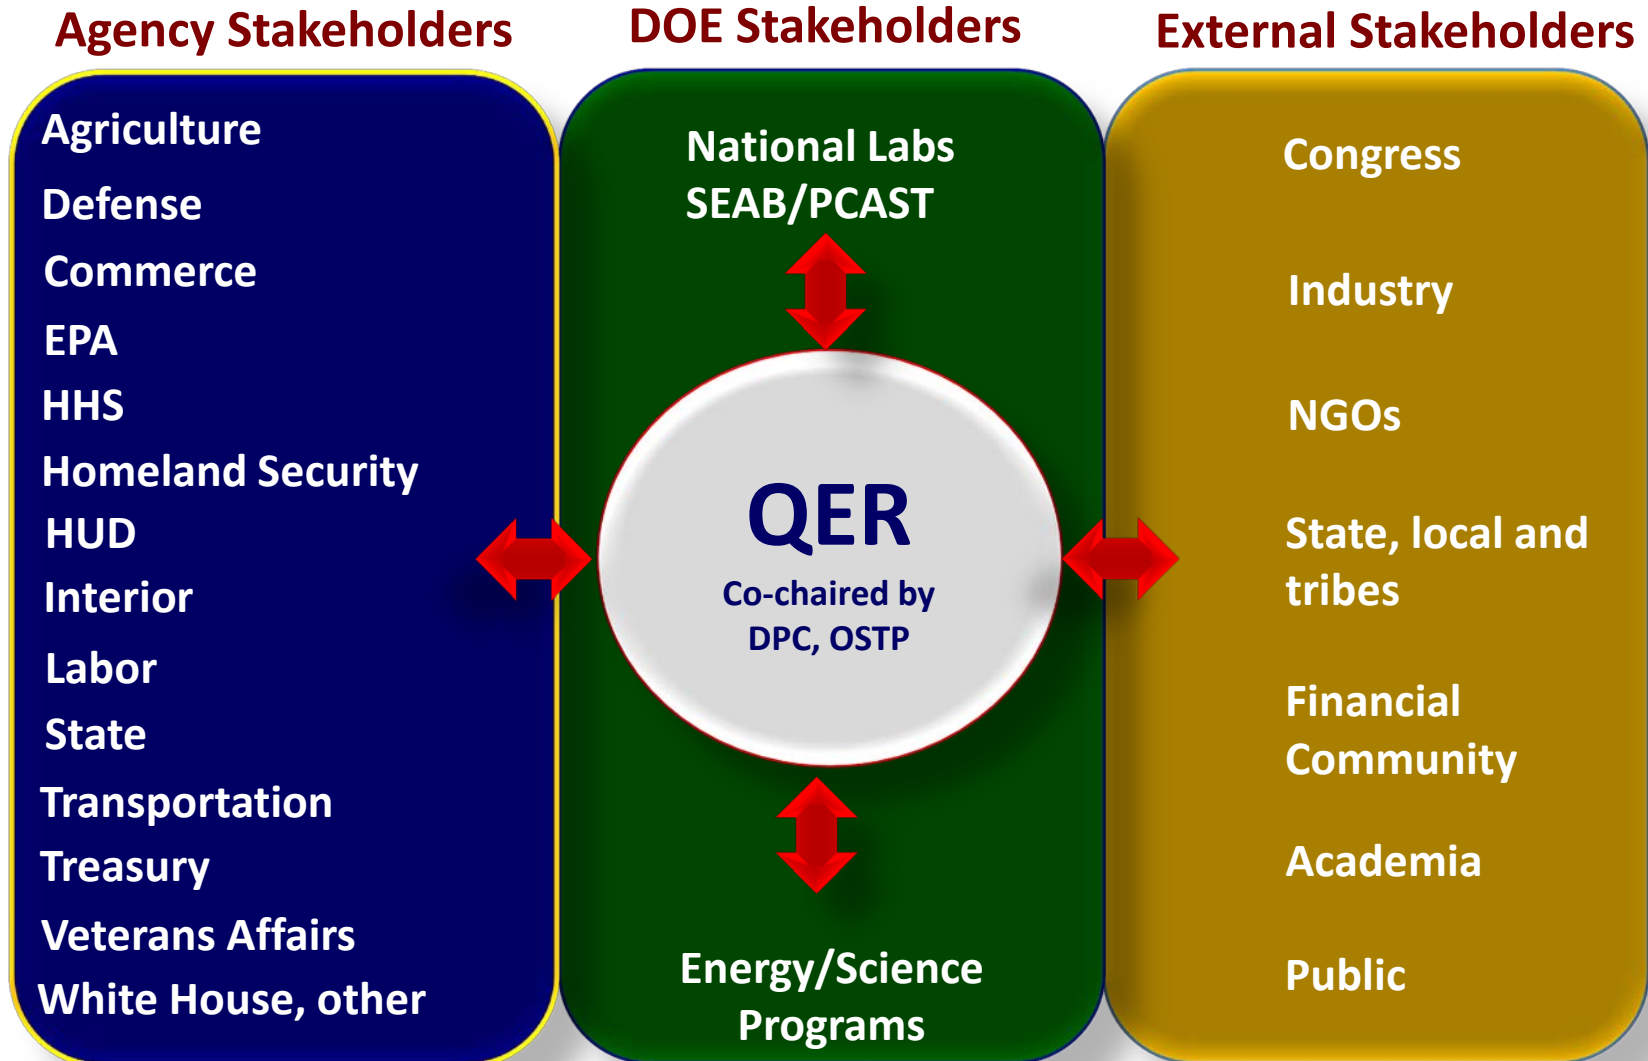 Agency Stakeholders
Agriculture
Defense
Commerce
EPA
HHS
Homeland Security
HUD
Interior
Labor
State
Transportation
Treasury
Veterans Affairs
White House, other
DOE Stakeholders
National Labs
SEAB/PCAST
QER
Co-chaired by
DPC, OSTP
Energy/Science
Programs
External Stakeholders
Congress
Industry
NGOs
State, local and
tribes
Financial
Community
Academia
Public